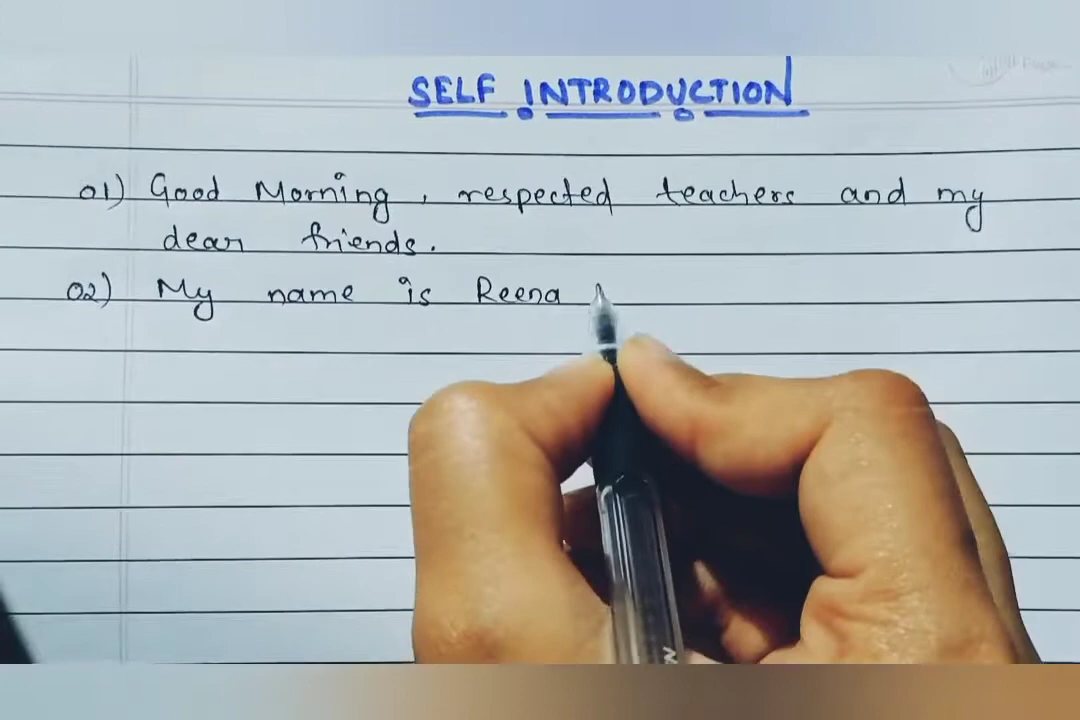 SELF INTRODUCTION
01) Good Morning, respected teachers and my
dear friends.
02) My name is Reena